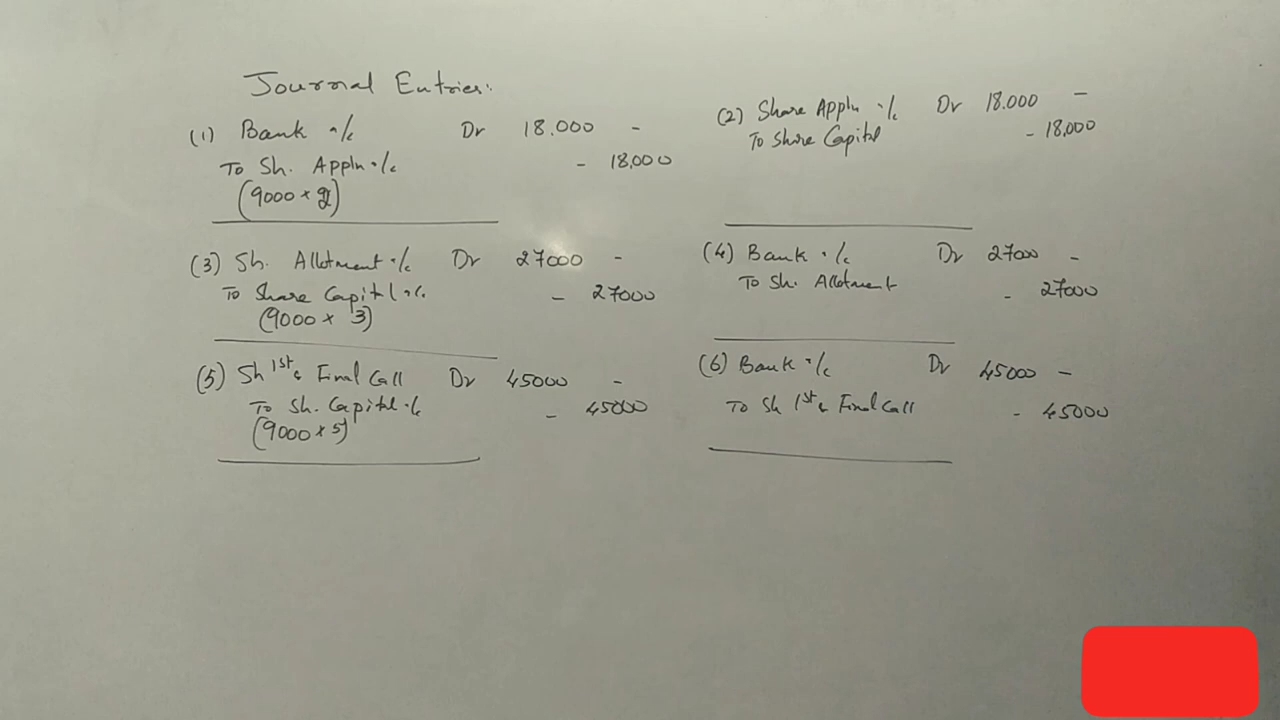 Journal Entries:
(1) Bank a/c Dr 18.000 -
To Sh. Appln a/c - 18,000
(9000 * 2)
(2) Share Appln a/c Dr 18.000 -
To Share Capital - 18,000
(3) Sh. Allotment a/c Dr 27000 -
To Share Capital a/c. - 27000
(9000 * 3)
(4) Bank a/c Dr 27000 -
To Sh. Allotment - 27000
(5) Sh 1st & Final Call Dr 45000 -
To Sh. Capital a/c - 45000
(9000 * 5)
(6) Bank a/c Dr 45000 -
To Sh 1st & Final Call - 45000